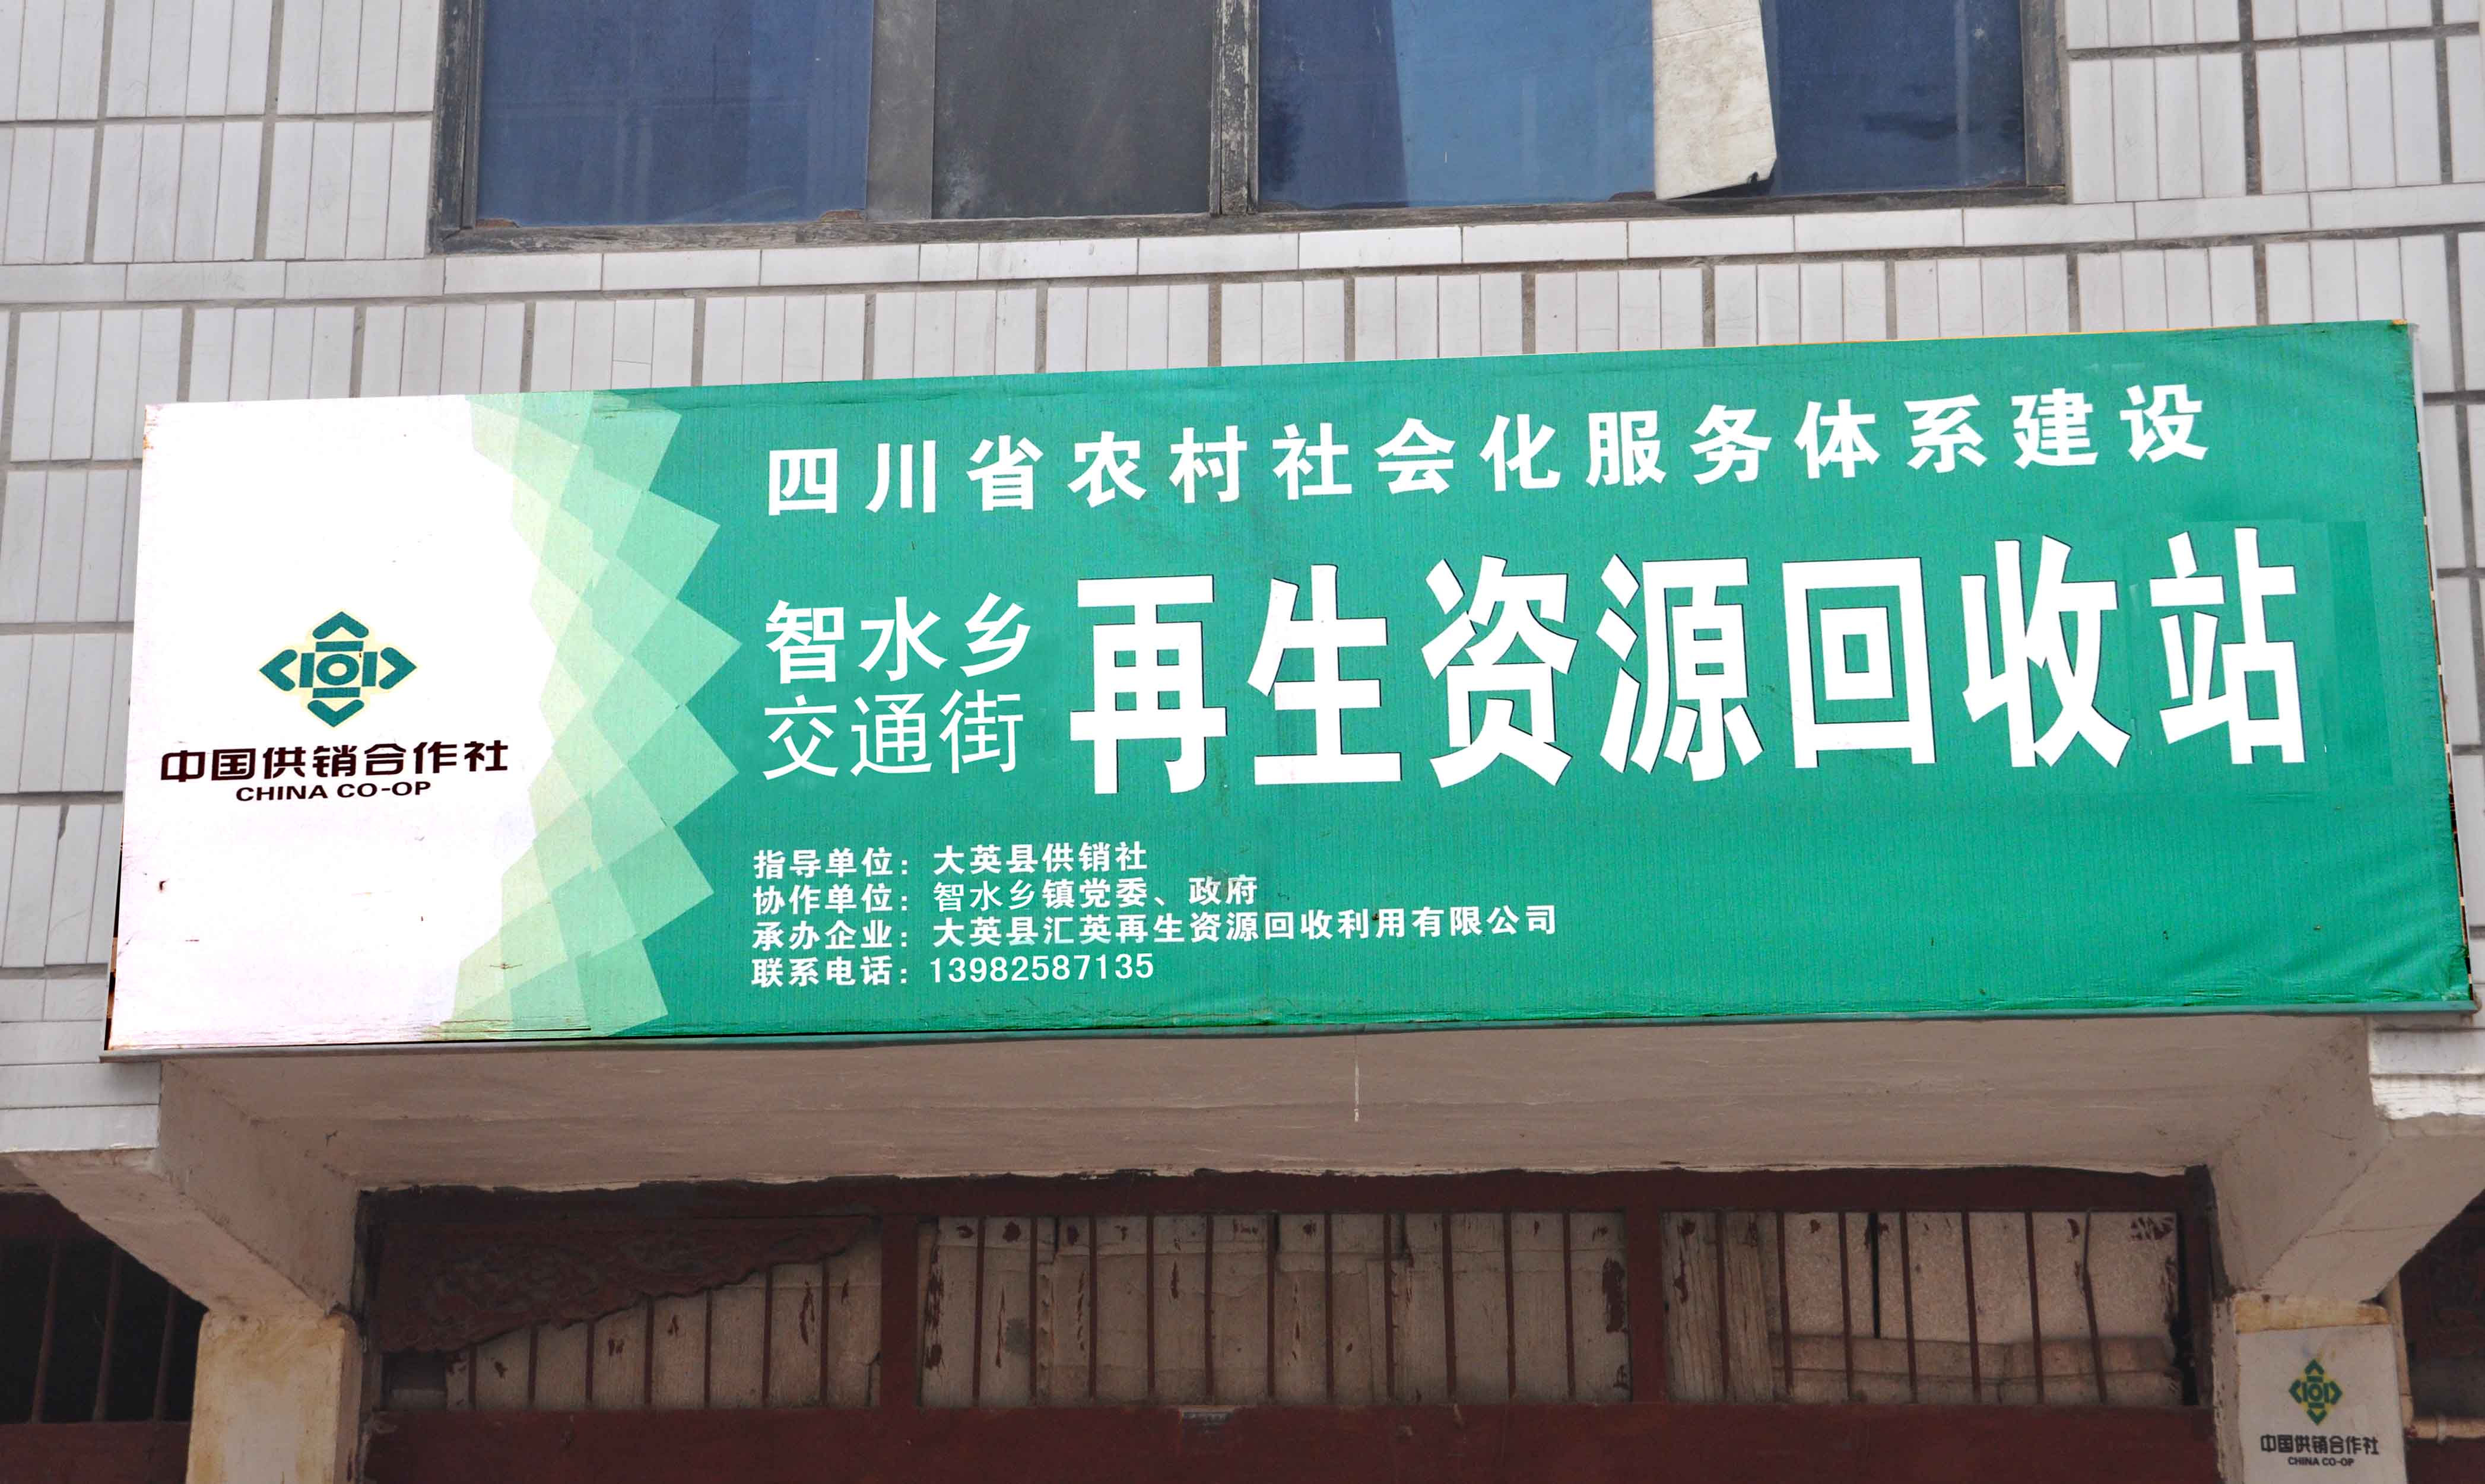 四川省农村社会化服务体系建设
智水乡
交通街
再生资源回收站
中国供销合作社
CHINA CO-OP
指导单位：大英县供销社
协作单位：智水乡镇党委、政府
承办企业：大英县汇英再生资源回收利用有限公司
联系电话：13982587135
中国供销合作社
CHINA CO-OP